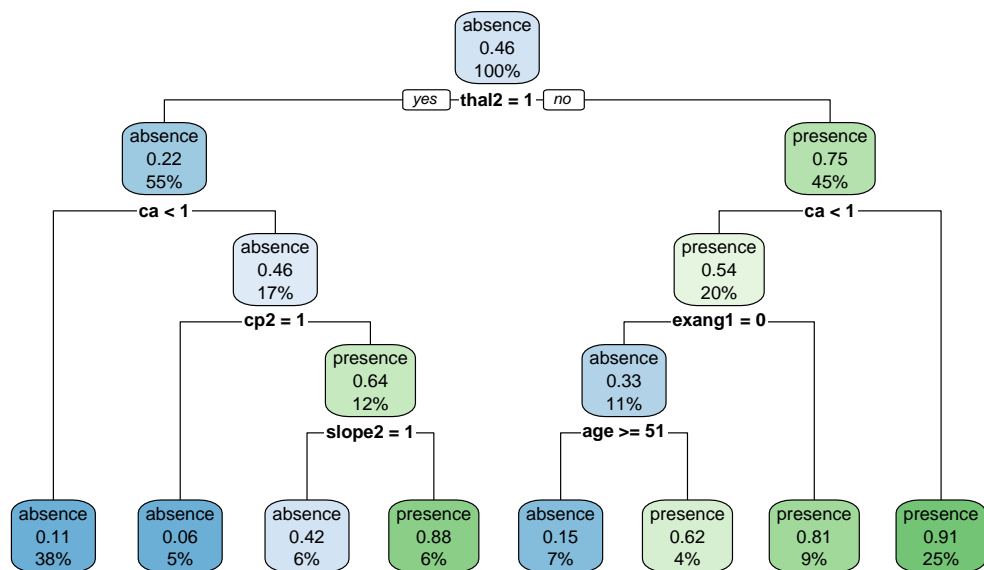 absence
0.46
100%
yes thal2 = 1 no
absence
0.22
55%
presence
0.75
45%
ca < 1
ca < 1
absence
0.46
17%
presence
0.54
20%
cp2 = 1
exang1 = 0
presence
0.64
12%
absence
0.33
11%
slope2 = 1
age >= 51
absence
0.11
38%
absence
0.06
5%
absence
0.42
6%
presence
0.88
6%
absence
0.15
7%
presence
0.62
4%
presence
0.81
9%
presence
0.91
25%